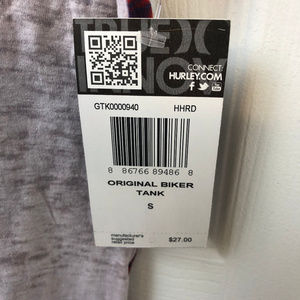 CONNECT:
HURLEY.COM
GTK0000940 HHRD
8 86766 89486 8
ORIGINAL BIKER
TANK
S
manufacturer's
suggested
retail price
$27.00